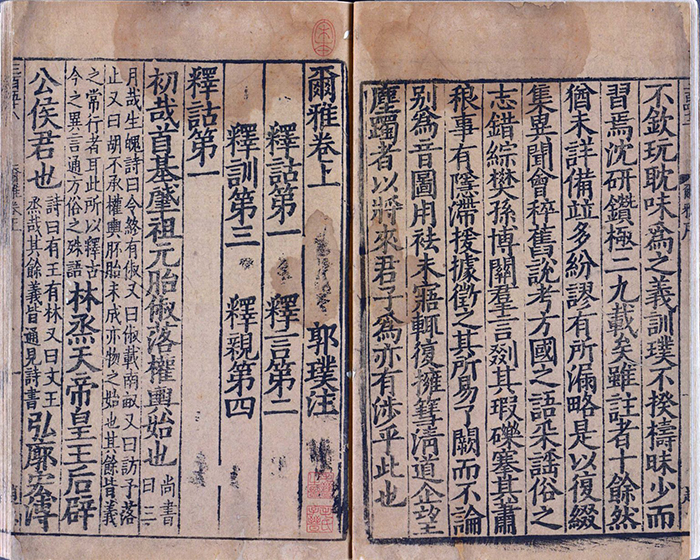 不欽玩耽味為之義訓璞不揆檮昧少而
習焉沈研鑽極二九載矣雖註者十餘然
猶未詳備竝多紛謬有所漏略是以復綴
集異聞會稡舊說考方國之語采謠俗之
志錯綜樊孫博關羣言剟其瑕礫塞其蕭
稂事有隱滯援據徵之其所易了闕而不論
別為音圖用祛未寤輒復擁篲淸道企望
塵躅者以將來君子為亦有涉乎此也
爾雅卷上 郭璞注
釋詁第一 釋言第二
釋訓第三 釋親第四
釋詁第一
初哉首基肇祖元胎俶落權輿始也 尚書曰三
月哉生魄詩曰令終有俶又曰俶載南畝又曰訪予落
止又曰胡不承權輿胚胎未成亦物之始也其餘皆義
之常行者耳此所以釋古
今之異言通方俗之殊語
林烝天帝皇王后辟
公侯君也
詩曰有王有林又曰文王
烝哉其餘義皆通見詩書
弘廓宏溥